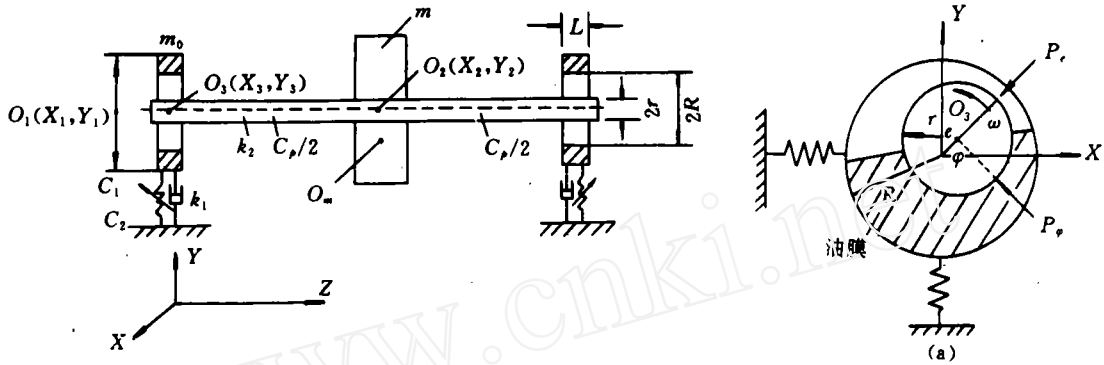 m
m₀
L
O₂(X₂,Y₂)
O₃(X₃,Y₃)
O₁(X₁,Y₁)
2r
2R
k₂
Cₚ/2
Cₚ/2
Oₘ
C₁
k₁
C₂
Y
Z
X
Y
Pₑ
O₃
r
e
ω
φ
X
R
Pᵩ
油膜
(a)
www.cnki.net